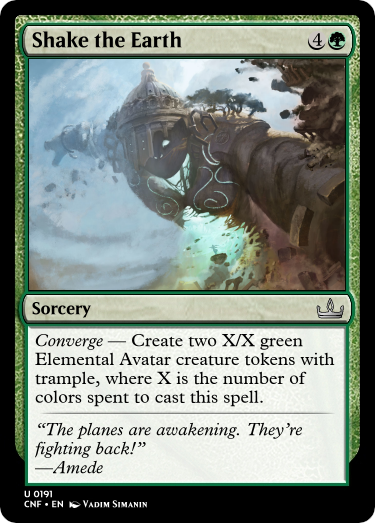 Shake the Earth 4
Sorcery
Converge — Create two X/X green
Elemental Avatar creature tokens with
trample, where X is the number of
colors spent to cast this spell.
“The planes are awakening. They’re
fighting back!”
—Amede
U 0191
CNF • EN Vadim Simanin